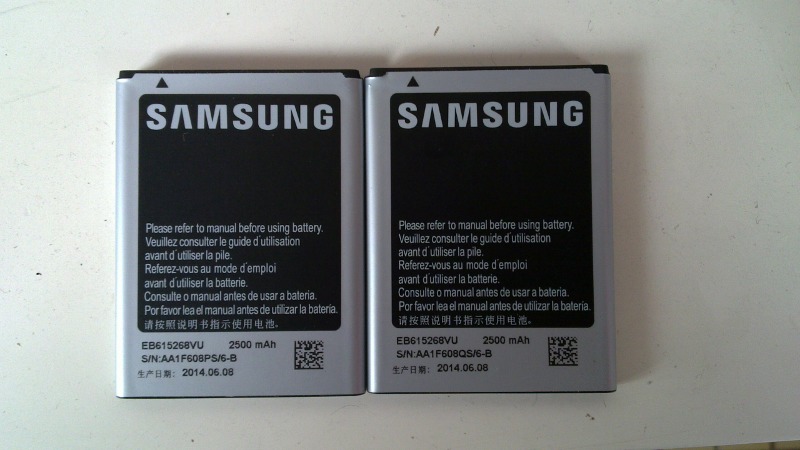 SAMSUNG
Please refer to manual before using battery.
Veuillez consulter le guide d'utilisation
avant d'utiliser la pile.
Referez-vous au mode d'emploi
avant d'utiliser la batterie.
Consulte o manual antes de usar a bateria.
Por favor lea el manual antes de utilizar la batería.
请按照说明书指示使用电池。
EB615268VU 2500 mAh
S/N:AA1F608PS/6-B
生产日期: 2014.06.08
SAMSUNG
Please refer to manual before using battery.
Veuillez consulter le guide d'utilisation
avant d'utiliser la pile.
Referez-vous au mode d'emploi
avant d'utiliser la batterie.
Consulte o manual antes de usar a bateria.
Por favor lea el manual antes de utilizar la batería.
请按照说明书指示使用电池。
EB615268VU 2500 mAh
S/N:AA1F608QS/6-B
生产日期: 2014.06.08